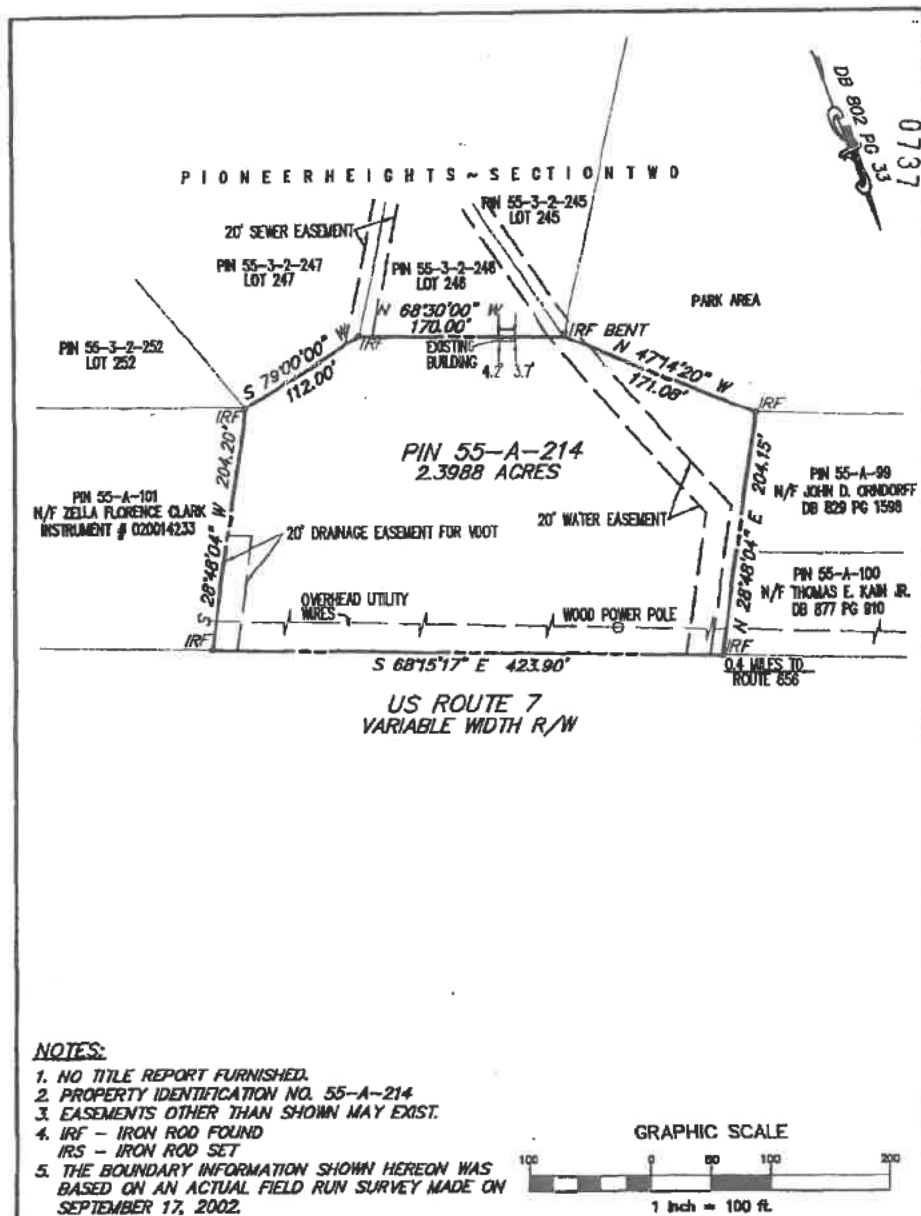 DB 802 PG 33
0737
PIONEER HEIGHTS ~ SECTION TWO
PIN 55-3-2-245
LOT 245
20' SEWER EASEMENT
PIN 55-3-2-247
LOT 247
PIN 55-3-2-246
LOT 246
PARK AREA
N 68°30'00" W
170.00'
IRF BENT
IRF
EXISTING
BUILDING
4.2' 3.7'
N 47°14'20" W
171.08'
PIN 55-3-2-252
LOT 252
S 79°00'00" W
112.00'
IRF
IRF
PIN 55-A-214
2.3988 ACRES
S 28°48'04" W 204.20'
N 28°48'04" E 204.15'
PIN 55-A-101
N/F ZELLA FLORENCE CLARK
INSTRUMENT # 020014233
PIN 55-A-99
N/F JOHN D. ORNDORFF
DB 829 PG 1598
20' WATER EASEMENT
20' DRAINAGE EASEMENT FOR VDOT
PIN 55-A-100
N/F THOMAS E. KAIN JR.
DB 877 PG 910
OVERHEAD UTILITY
WIRES
WOOD POWER POLE
IRF
IRF
S 68°15'17" E 423.90'
0.4 MILES TO
ROUTE 656
US ROUTE 7
VARIABLE WIDTH R/W
NOTES:
1. NO TITLE REPORT FURNISHED.
2. PROPERTY IDENTIFICATION NO. 55-A-214
3. EASEMENTS OTHER THAN SHOWN MAY EXIST.
4. IRF - IRON ROD FOUND
IRS - IRON ROD SET
5. THE BOUNDARY INFORMATION SHOWN HEREON WAS
BASED ON AN ACTUAL FIELD RUN SURVEY MADE ON
SEPTEMBER 17, 2002.
GRAPHIC SCALE
100 0 50 100 200
1 inch = 100 ft.